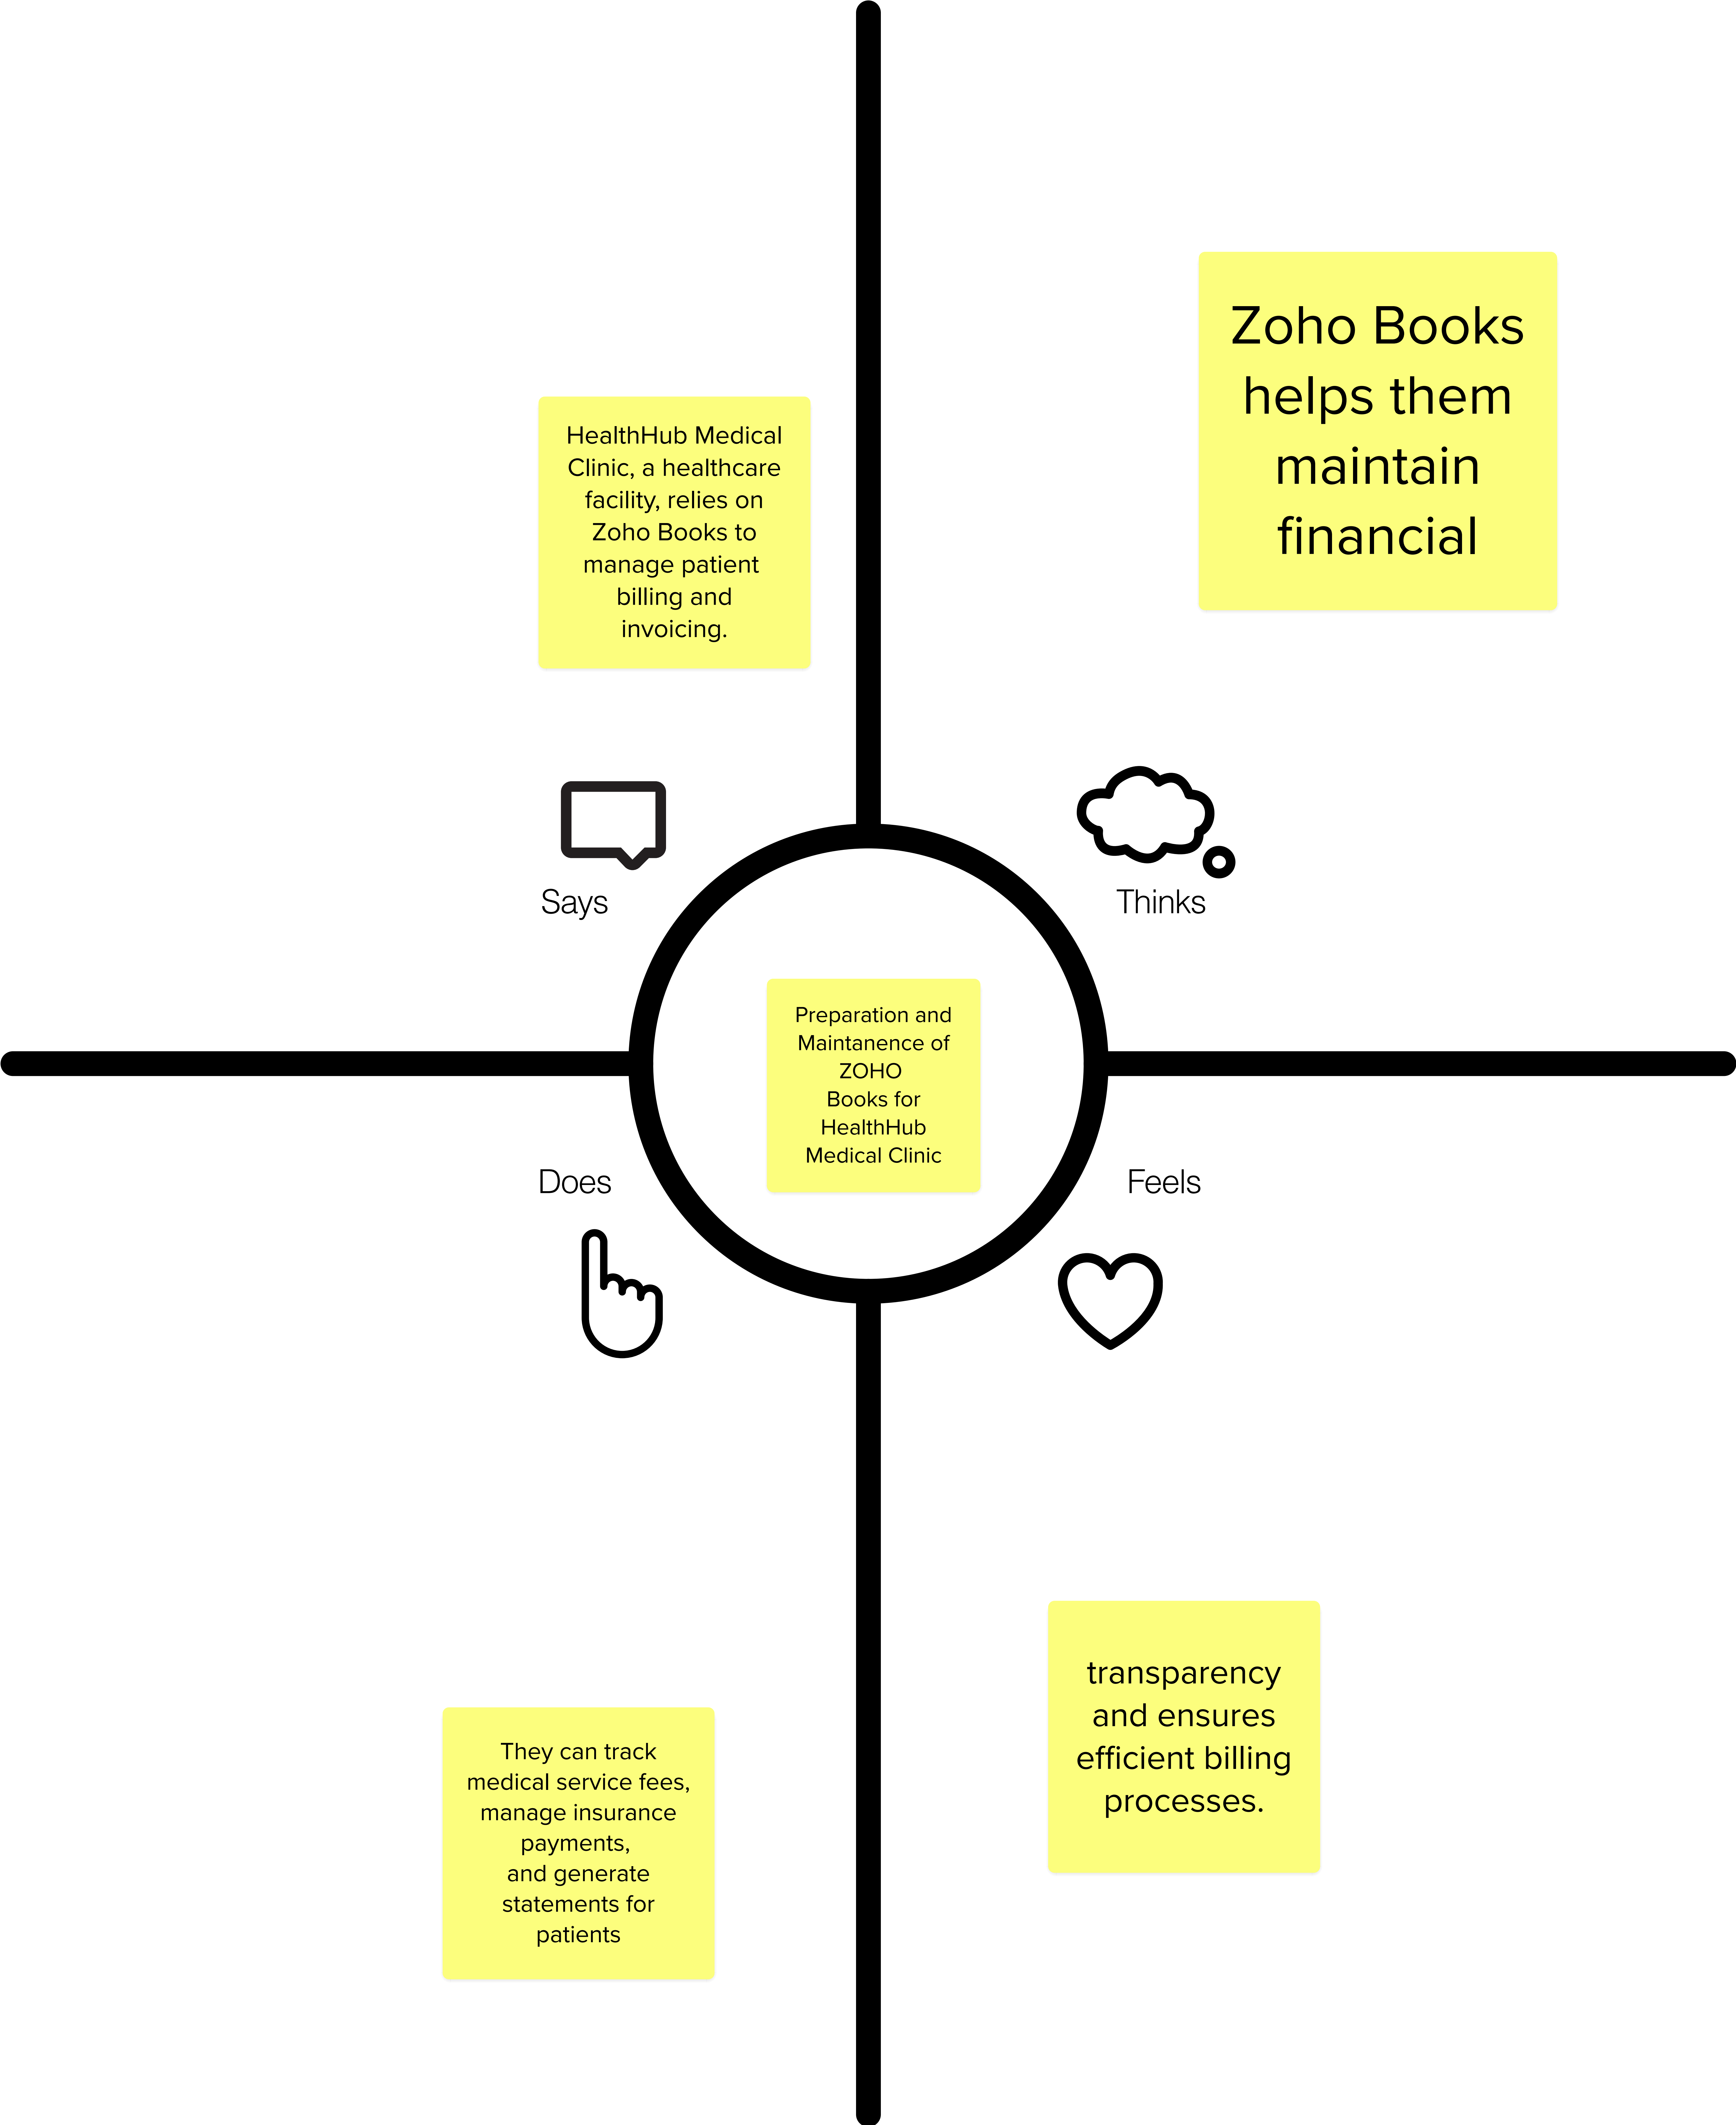 Zoho Books
helps them
maintain
financial
HealthHub Medical
Clinic, a healthcare
facility, relies on
Zoho Books to
manage patient
billing and
invoicing.
Says
Thinks
Preparation and
Maintanence of
ZOHO
Books for
HealthHub
Medical Clinic
Does
Feels
transparency
and ensures
efficient billing
processes.
They can track
medical service fees,
manage insurance
payments,
and generate
statements for
patients